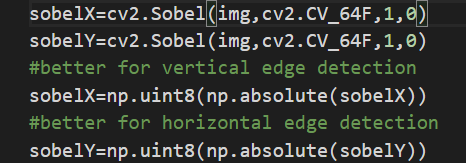 sobelX=cv2.Sobel(img,cv2.CV_64F,1,0)
sobelY=cv2.Sobel(img,cv2.CV_64F,1,0)
#better for vertical edge detection
sobelX=np.uint8(np.absolute(sobelX))
#better for horizontal edge detection
sobelY=np.uint8(np.absolute(sobelY))